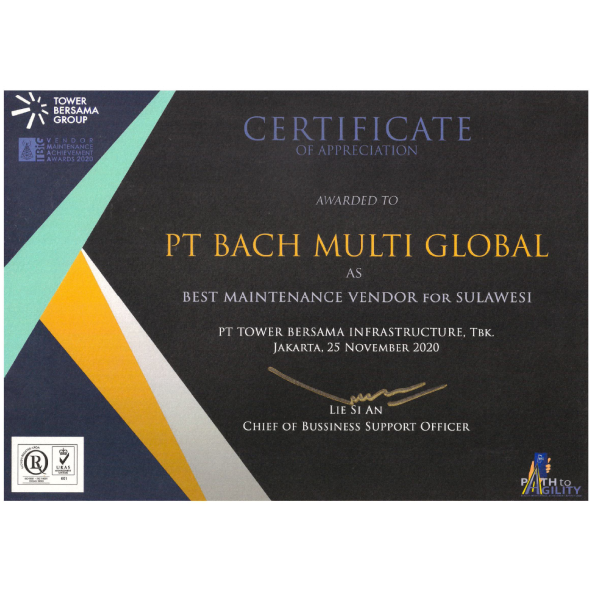 TOWER
BERSAMA
GROUP
VENDOR
MAINTENANCE
ACHIEVEMENT
AWARDS 2020
CERTIFICATE
OF APPRECIATION
AWARDED TO
PT BACH MULTI GLOBAL
AS
BEST MAINTENANCE VENDOR FOR SULAWESI
PT TOWER BERSAMA INFRASTRUCTURE, TBK.
JAKARTA, 25 NOVEMBER 2020
LIE SI AN
CHIEF OF BUSSINESS SUPPORT OFFICER
R
UKAS
PATH to
AGILITY